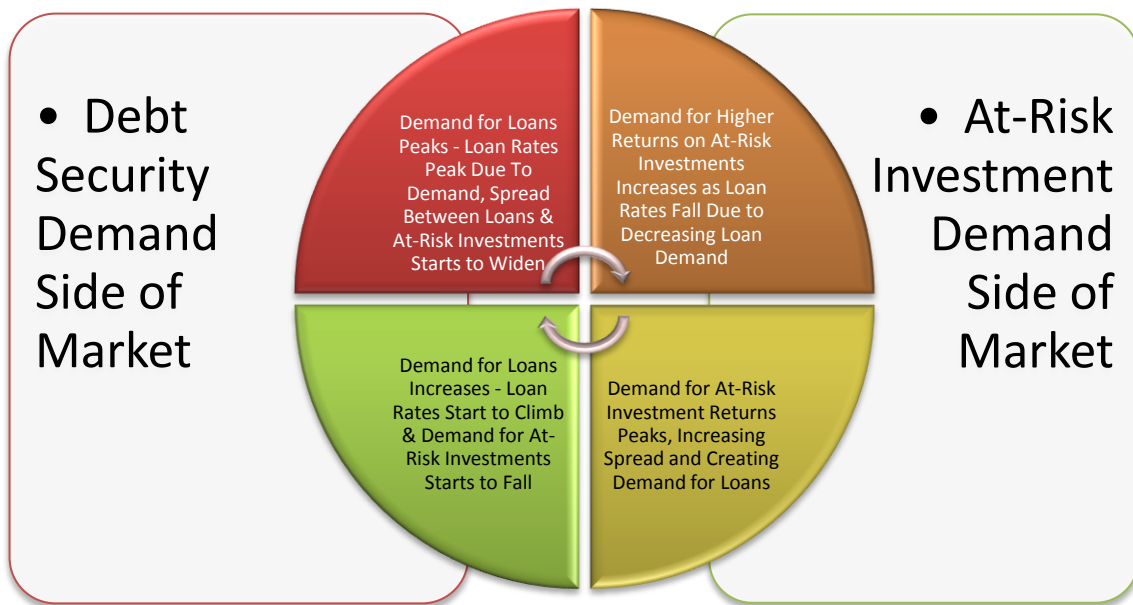 • Debt
Security
Demand
Side of
Market
Demand for Loans
Peaks - Loan Rates
Peak Due To
Demand, Spread
Between Loans &
At-Risk Investments
Starts to Widen
Demand for Higher
Returns on At-Risk
Investments
Increases as Loan
Rates Fall Due to
Decreasing Loan
Demand
• At-Risk
Investment
Demand
Side of
Market
Demand for Loans
Increases - Loan
Rates Start to Climb
& Demand for At-
Risk Investments
Starts to Fall
Demand for At-Risk
Investment Returns
Peaks, Increasing
Spread and Creating
Demand for Loans